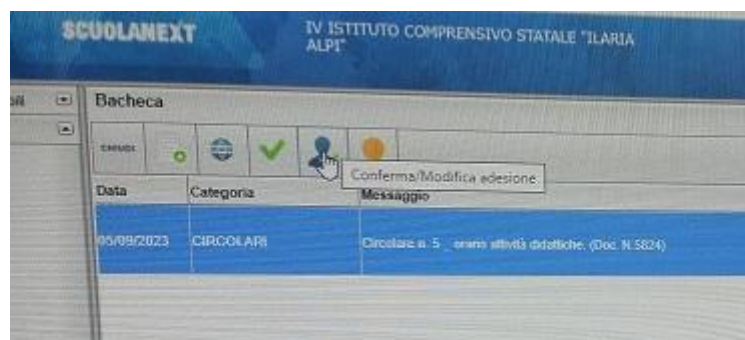 SCUOLANEXT
IV ISTITUTO COMPRENSIVO STATALE "ILARIA
ALPI"
Bacheca
CHIUDI
Conferma/Modifica adesione
Data Categoria Messaggio
05/09/2023 CIRCOLARI Circolare n. 5 _ orario attività didattiche. (Doc. N.5824)